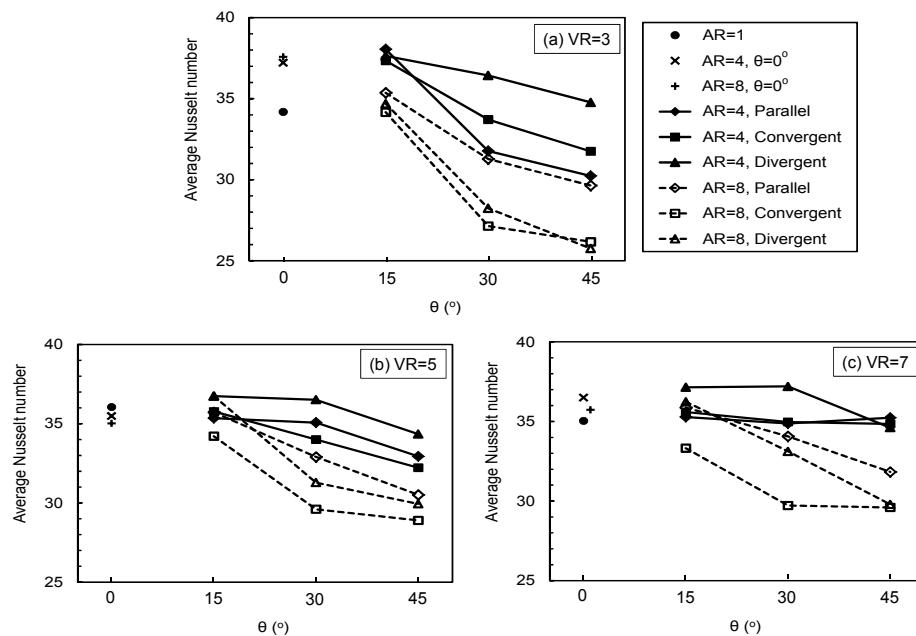 40
35
30
25
Average Nusselt number
(a) VR=3
0
15
30
45
θ (°)
AR=1
AR=4, θ=0°
AR=8, θ=0°
AR=4, Parallel
AR=4, Convergent
AR=4, Divergent
AR=8, Parallel
AR=8, Convergent
AR=8, Divergent
40
35
30
25
Average Nusselt number
(b) VR=5
0
15
30
45
θ (°)
40
35
30
25
Average Nusselt number
(c) VR=7
0
15
30
45
θ (°)